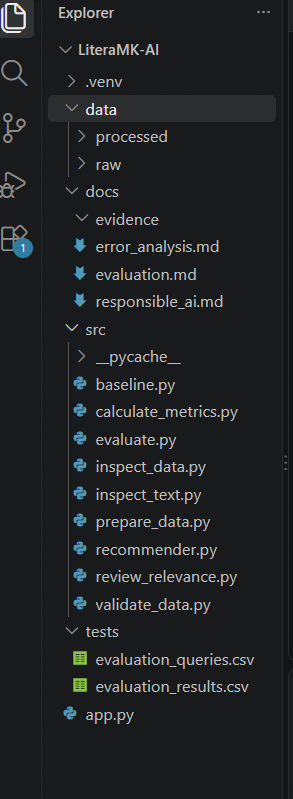 Explorer ...
LiteraMK-AI
.venv
data
processed
raw
docs
evidence
error_analysis.md
evaluation.md
responsible_ai.md
src
__pycache__
baseline.py
calculate_metrics.py
evaluate.py
inspect_data.py
inspect_text.py
prepare_data.py
recommender.py
review_relevance.py
validate_data.py
tests
evaluation_queries.csv
evaluation_results.csv
app.py
1